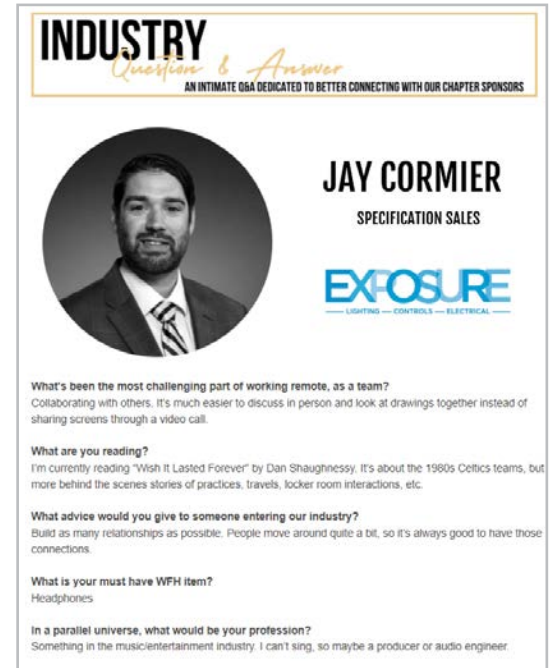 INDUSTRY
Question & Answer
AN INTIMATE Q&A DEDICATED TO BETTER CONNECTING WITH OUR CHAPTER SPONSORS
JAY CORMIER
SPECIFICATION SALES
EXPOSURE
LIGHTING — CONTROLS — ELECTRICAL
What's been the most challenging part of working remote, as a team?
Collaborating with others. It's much easier to discuss in person and look at drawings together instead of
sharing screens through a video call.
What are you reading?
I'm currently reading "Wish It Lasted Forever" by Dan Shaughnessy. It's about the 1980s Celtics teams, but
more behind the scenes stories of practices, travels, locker room interactions, etc.
What advice would you give to someone entering our industry?
Build as many relationships as possible. People move around quite a bit, so it's always good to have those
connections.
What is your must have WFH item?
Headphones
In a parallel universe, what would be your profession?
Something in the music/entertainment industry. I can't sing, so maybe a producer or audio engineer.